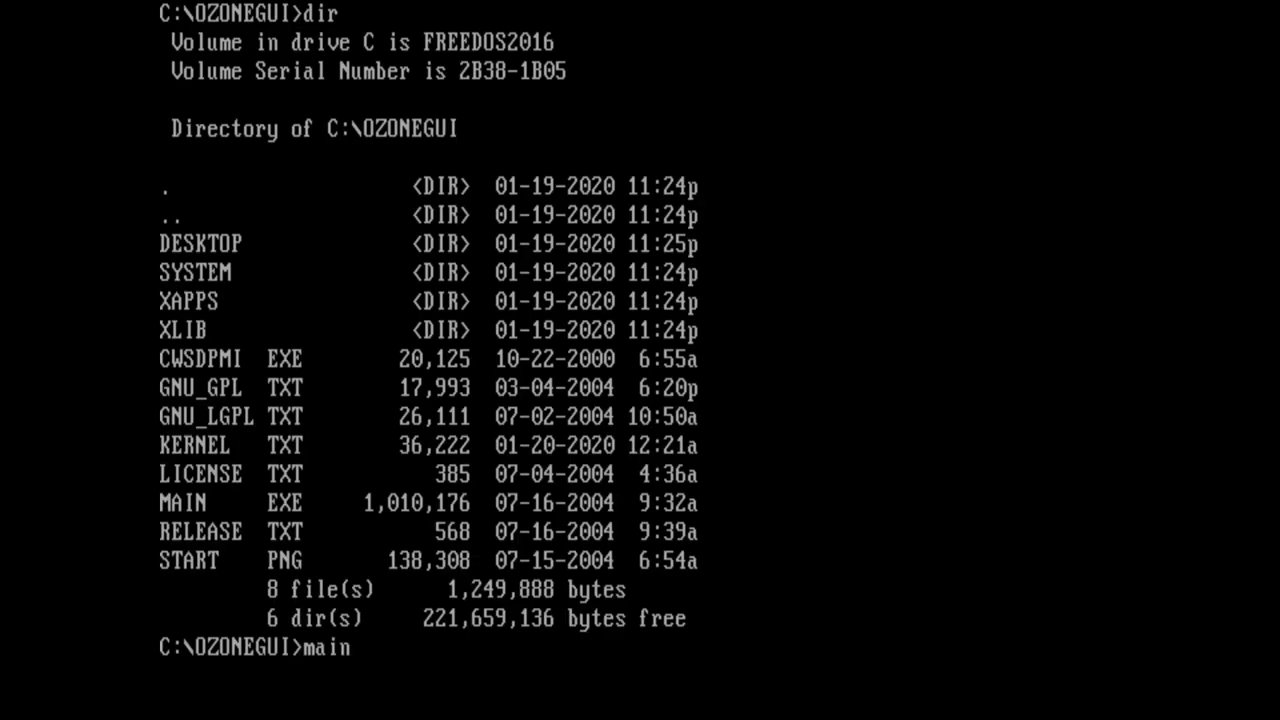 C:\OZONEGUI>dir
Volume in drive C is FREEDOS2016
Volume Serial Number is 2B38-1B05
Directory of C:\OZONEGUI
. <DIR> 01-19-2020 11:24p
.. <DIR> 01-19-2020 11:24p
DESKTOP <DIR> 01-19-2020 11:25p
SYSTEM <DIR> 01-19-2020 11:24p
XAPPS <DIR> 01-19-2020 11:24p
XLIB <DIR> 01-19-2020 11:24p
CWSDPMI EXE 20,125 10-22-2000 6:55a
GNU_GPL TXT 17,993 03-04-2004 6:20p
GNU_LGPL TXT 26,111 07-02-2004 10:50a
KERNEL TXT 36,222 01-20-2020 12:21a
LICENSE TXT 385 07-04-2004 4:36a
MAIN EXE 1,010,176 07-16-2004 9:32a
RELEASE TXT 568 07-16-2004 9:39a
START PNG 138,308 07-15-2004 6:54a
8 file(s) 1,249,888 bytes
6 dir(s) 221,659,136 bytes free
C:\OZONEGUI>main